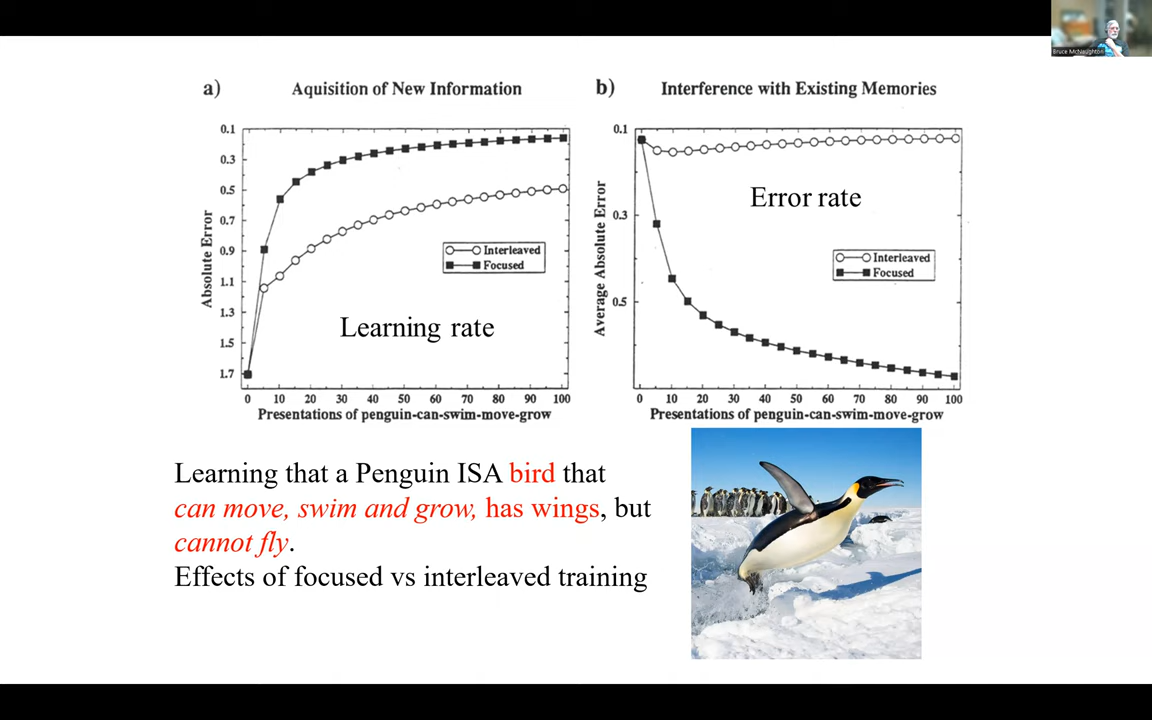 Bruce McNaughton
a) Aquisition of New Information
0.1
0.3
0.5
0.7
0.9
1.1
1.3
1.5
1.7
Absolute Error
Interleaved
Focused
Learning rate
0 10 20 30 40 50 60 70 80 90 100
Presentations of penguin-can-swim-move-grow
b) Interference with Existing Memories
0.1
0.3
0.5
Average Absolute Error
Error rate
Interleaved
Focused
0 10 20 30 40 50 60 70 80 90 100
Presentations of penguin-can-swim-move-grow
Learning that a Penguin ISA bird that
can move, swim and grow, has wings, but
cannot fly.
Effects of focused vs interleaved training